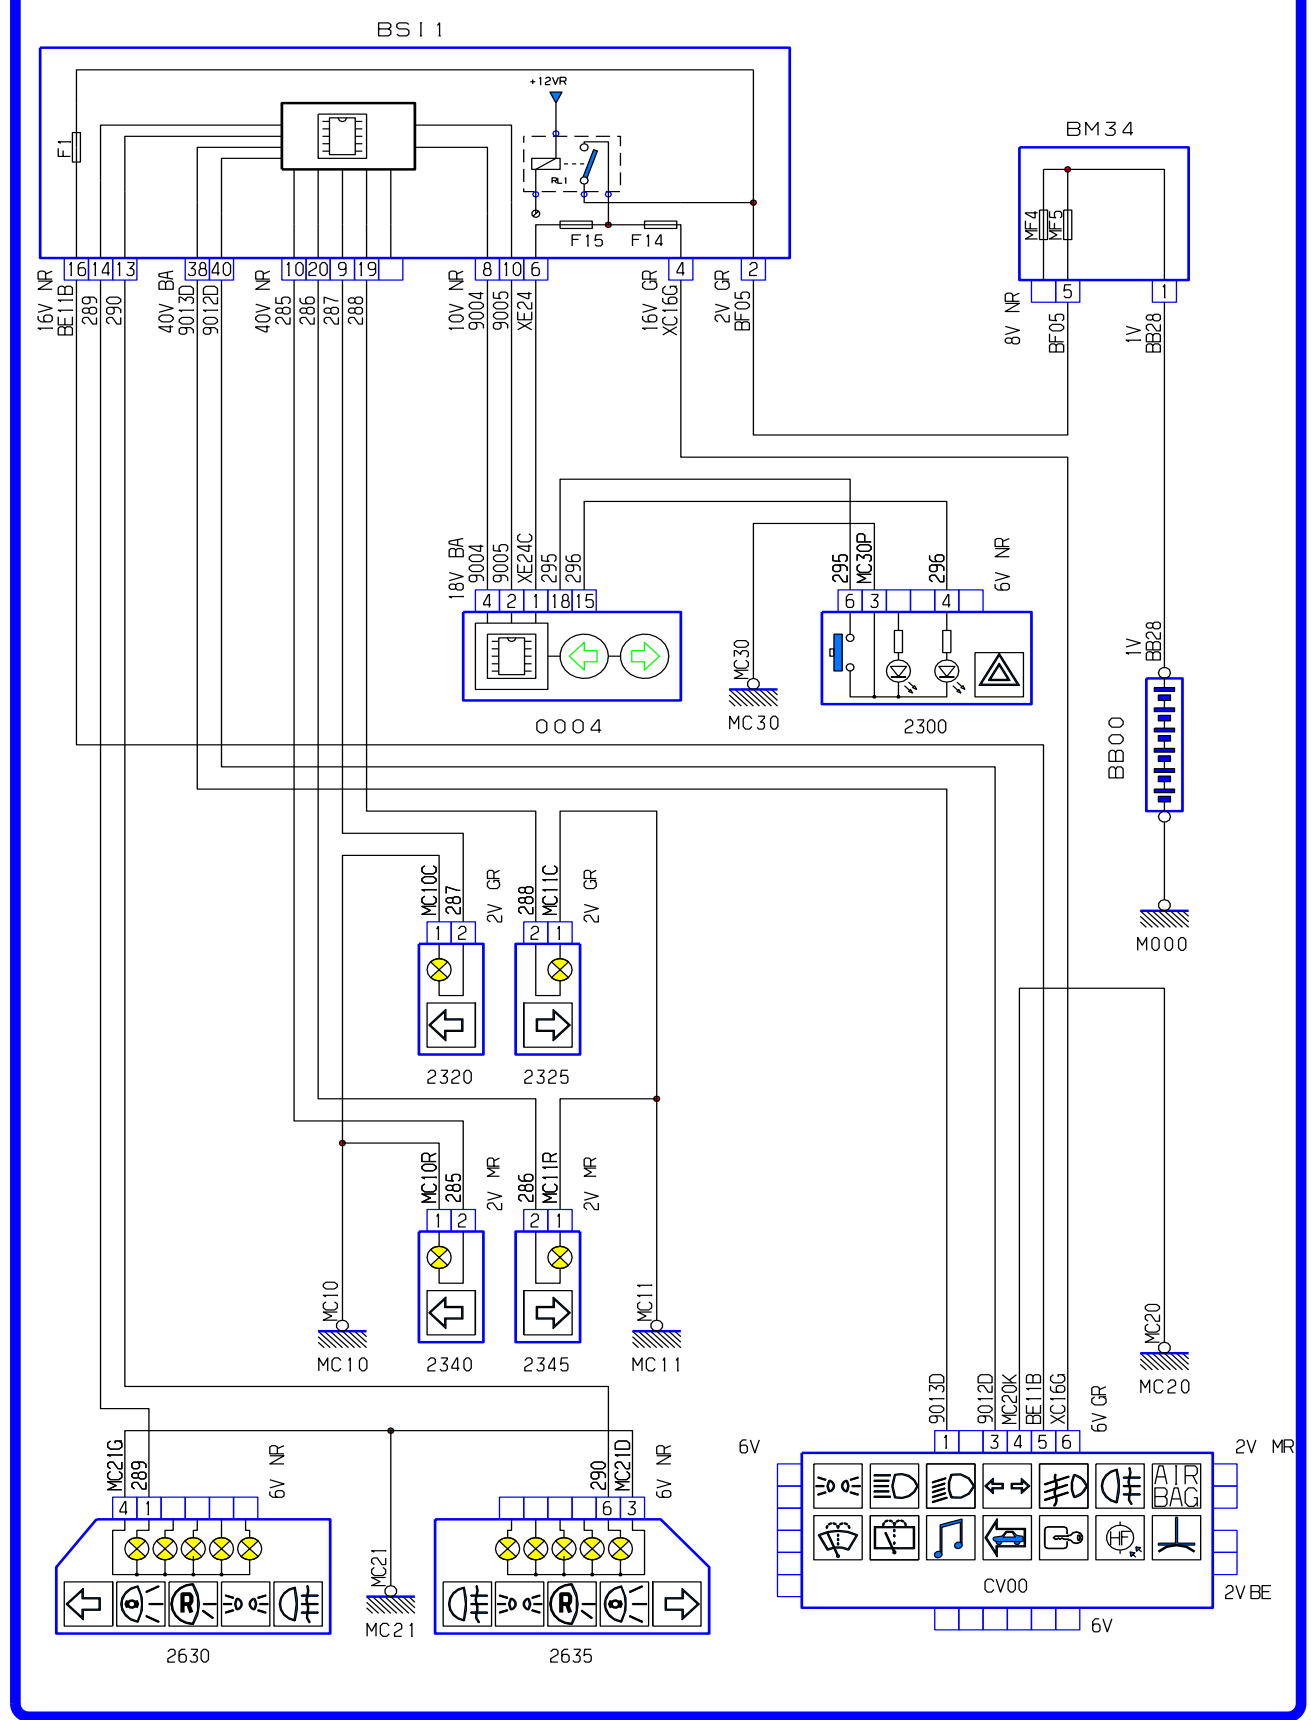 BSI1
+12VR
F1
RL1
F15 F14
BM34
MF4
MF5
16 14 13 38 40 10 20 9 19 8 10 6 4 2
5 1
16V NR
BE11B
289
290
40V BA
9013D
9012D
40V NR
285
286
287
288
10V NR
9004
9005
XE24
16V GR
XC16G
2V GR
BF05
8V NR
BF05
1V
BB28
18V BA
9004
9005
XE24C
295
296
4 2 1 18 15
0004
295
MC30P
296
6V NR
6 3 4
2300
MC30
MC30
1V
BB28
BB00
M000
MC10C
287
2V GR
1 2
2320
288
MC11C
2V GR
2 1
2325
MC10R
285
2V MR
1 2
2340
286
MC11R
2V MR
2 1
2345
MC10
MC10
MC11
MC11
MC20
MC20
MC21G
289
6V NR
4 1
R
2630
MC21
MC21
290
MC21D
6V NR
6 3
R
2635
9013D
9012D
MC20K
BE11B
XC16G
6V GR
1 3 4 5 6
6V
2V MR
AIR
BAG
HF
CV00
2V BE
6V